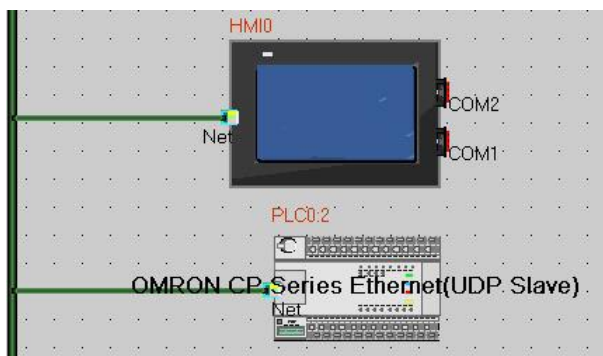 HMI0
COM2
Net
COM1
PLC0:2
OMRON CP Series Ethernet(UDP Slave)
Net